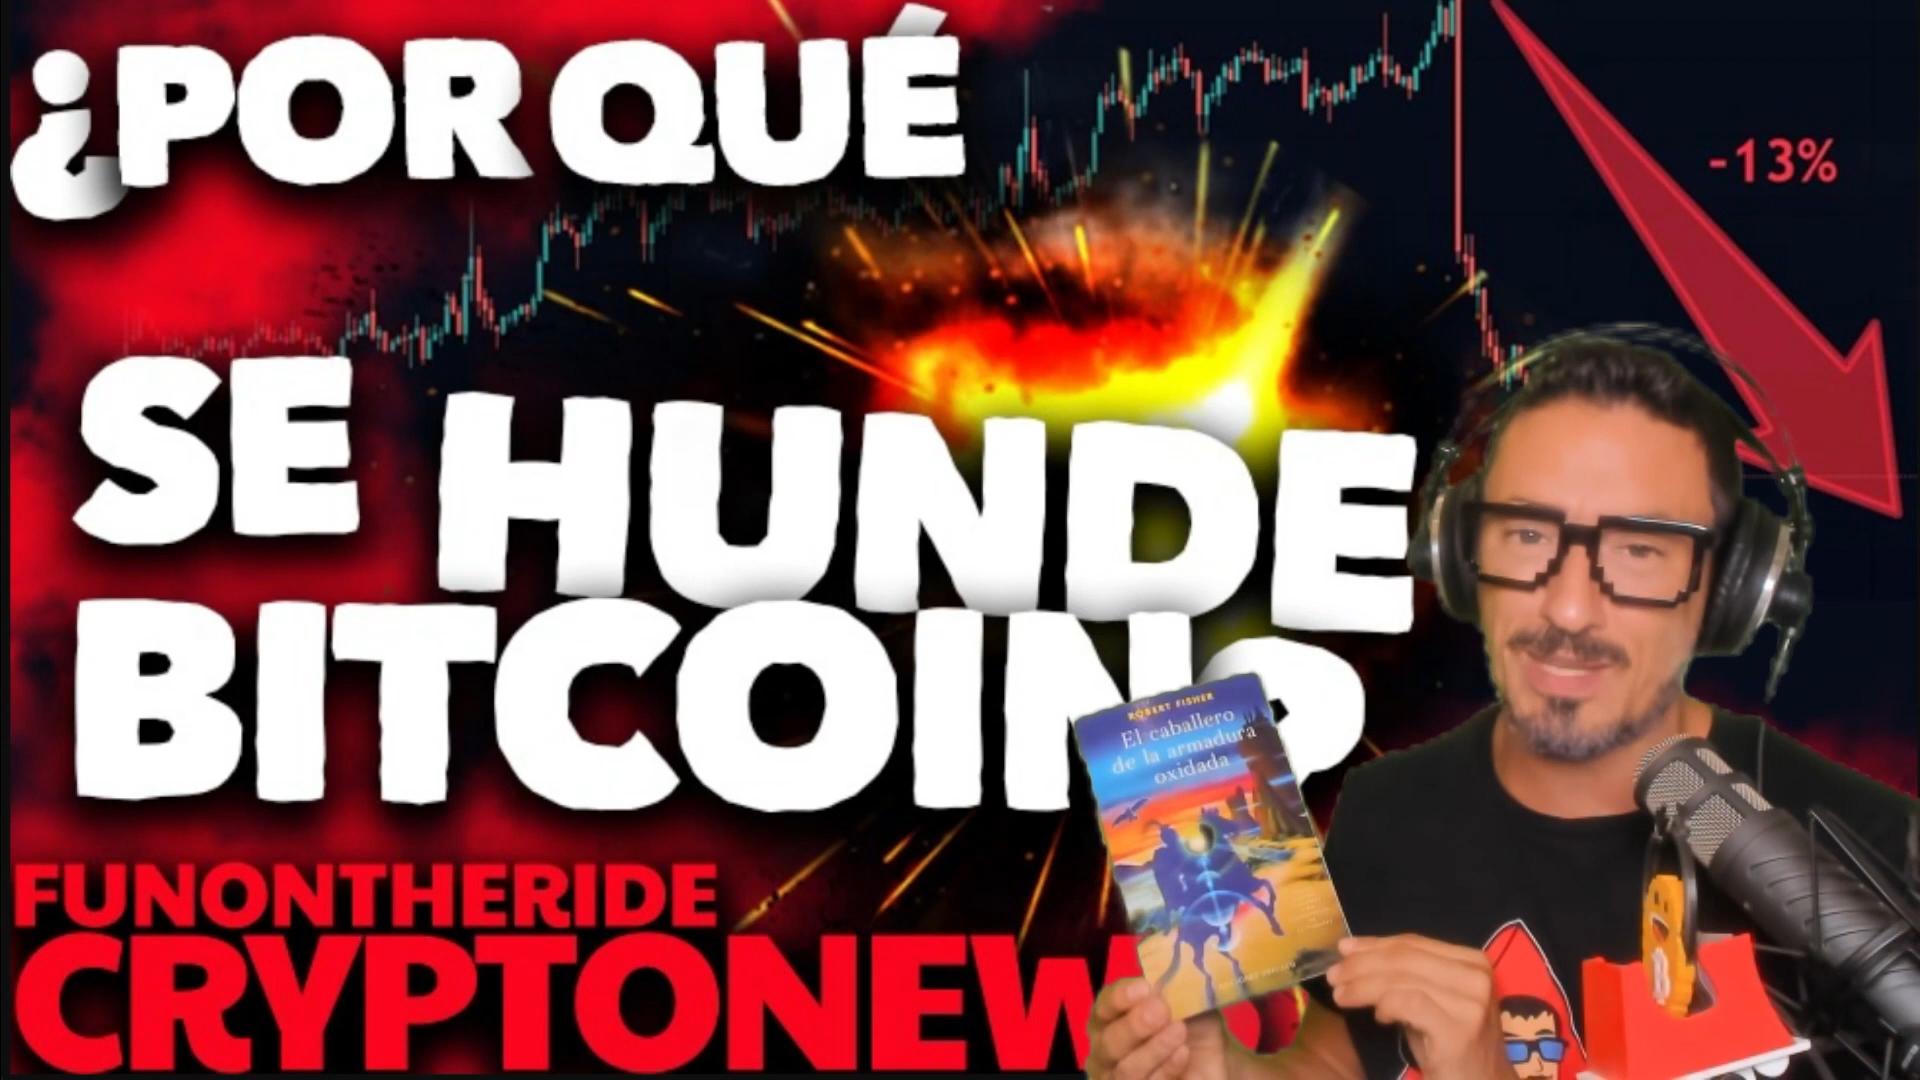 ¿POR QUÉ
-13%
SE HUNDE
BITCOIN?
ROBERT FISHER
El caballero
de la armadura
oxidada
FUNONTHERIDE
CRYPTONEW